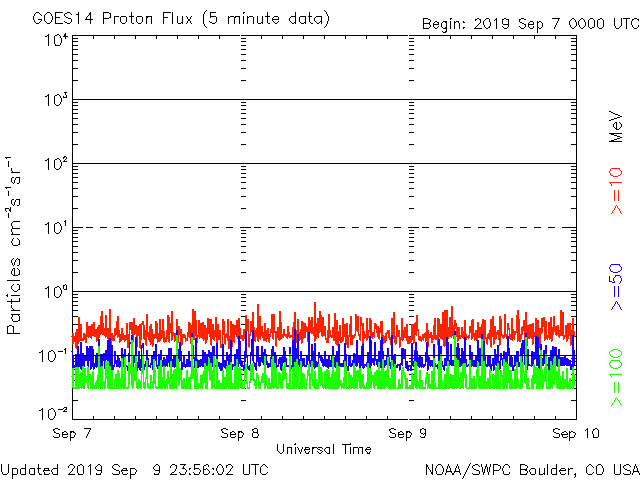 GOES14 Proton Flux (5 minute data)
Begin: 2019 Sep 7 0000 UTC
10⁴
10³
10²
10¹
10⁰
10⁻¹
10⁻²
Particles cm⁻²s⁻¹sr⁻¹
MeV
>=10
>=50
>=100
Sep 7
Sep 8
Sep 9
Sep 10
Universal Time
Updated 2019 Sep 9 23:56:02 UTC
NOAA/SWPC Boulder, CO USA